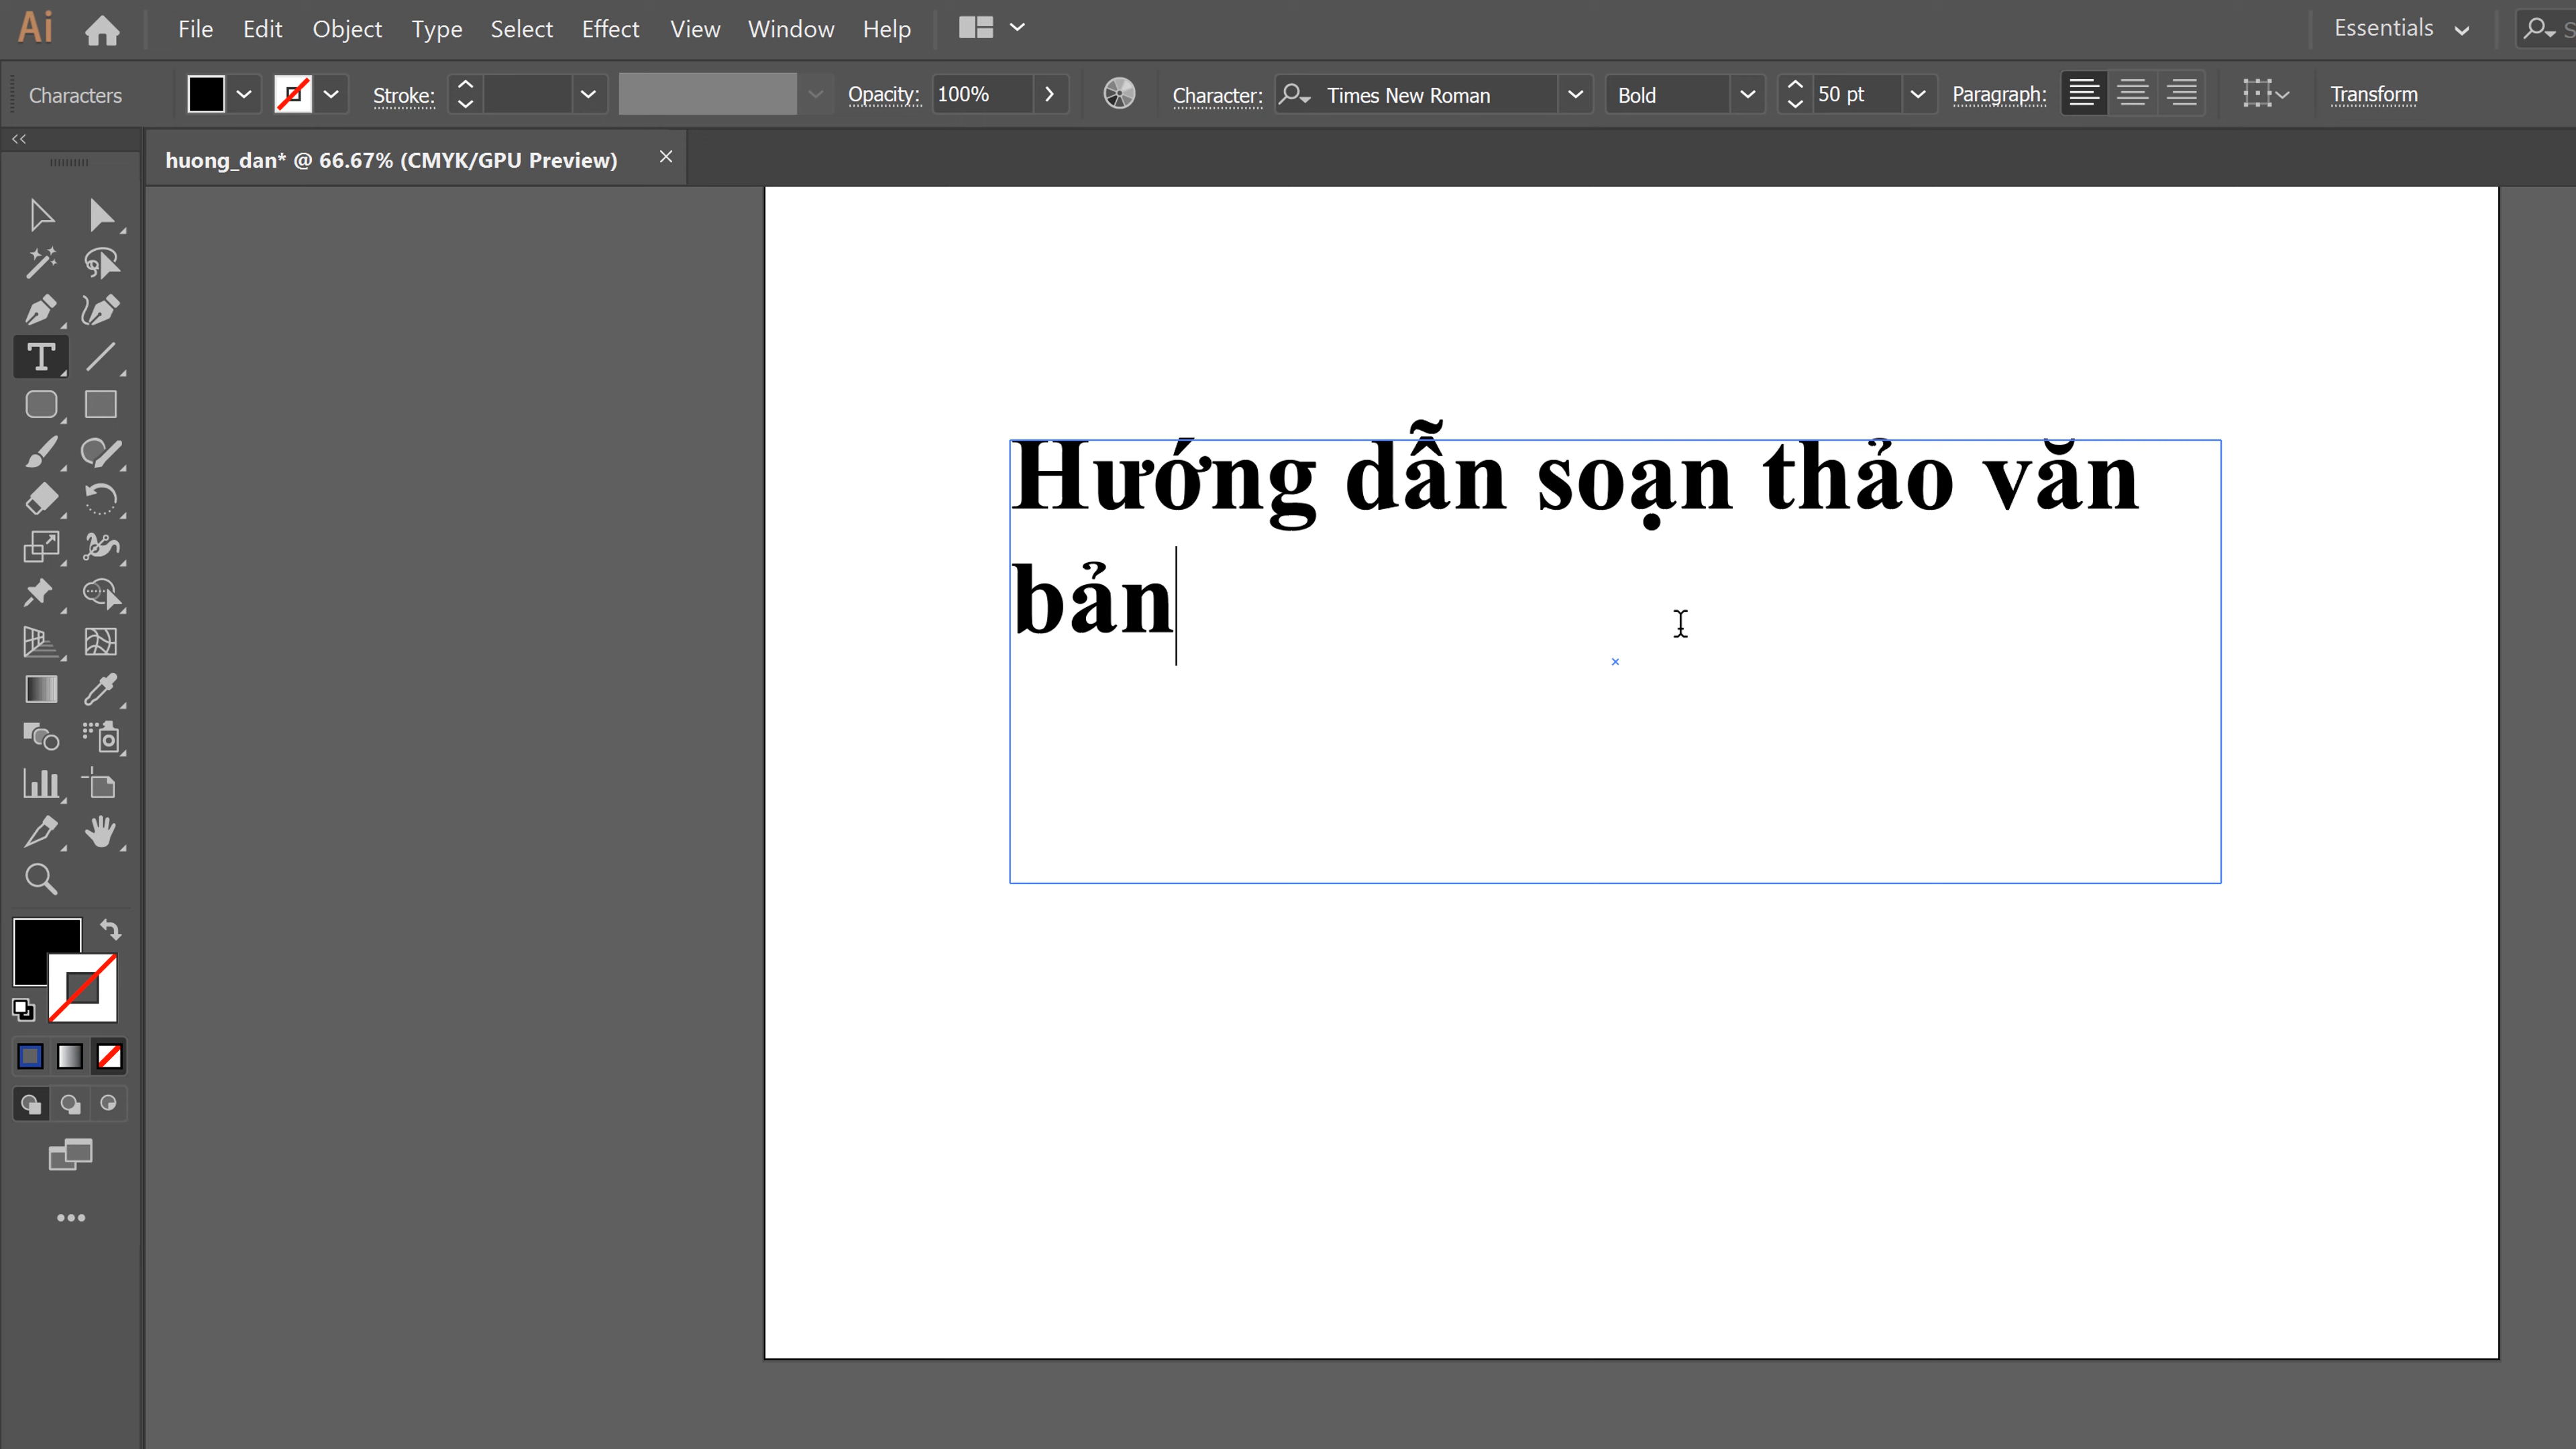 Ai File Edit Object Type Select Effect View Window Help Essentials
Characters Stroke: Opacity: 100% Character: Times New Roman Bold 50 pt Paragraph: Transform
huong_dan* @ 66.67% (CMYK/GPU Preview)
Hướng dẫn soạn thảo văn
bản